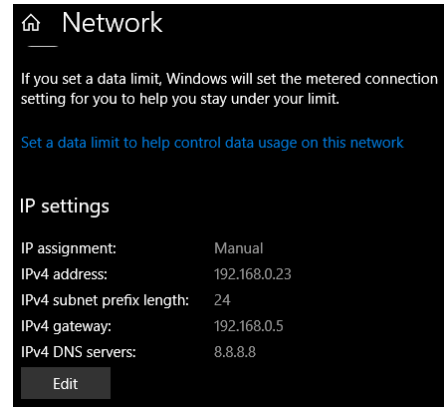 Network
If you set a data limit, Windows will set the metered connection
setting for you to help you stay under your limit.
Set a data limit to help control data usage on this network
IP settings
IP assignment: Manual
IPv4 address: 192.168.0.23
IPv4 subnet prefix length: 24
IPv4 gateway: 192.168.0.5
IPv4 DNS servers: 8.8.8.8
Edit